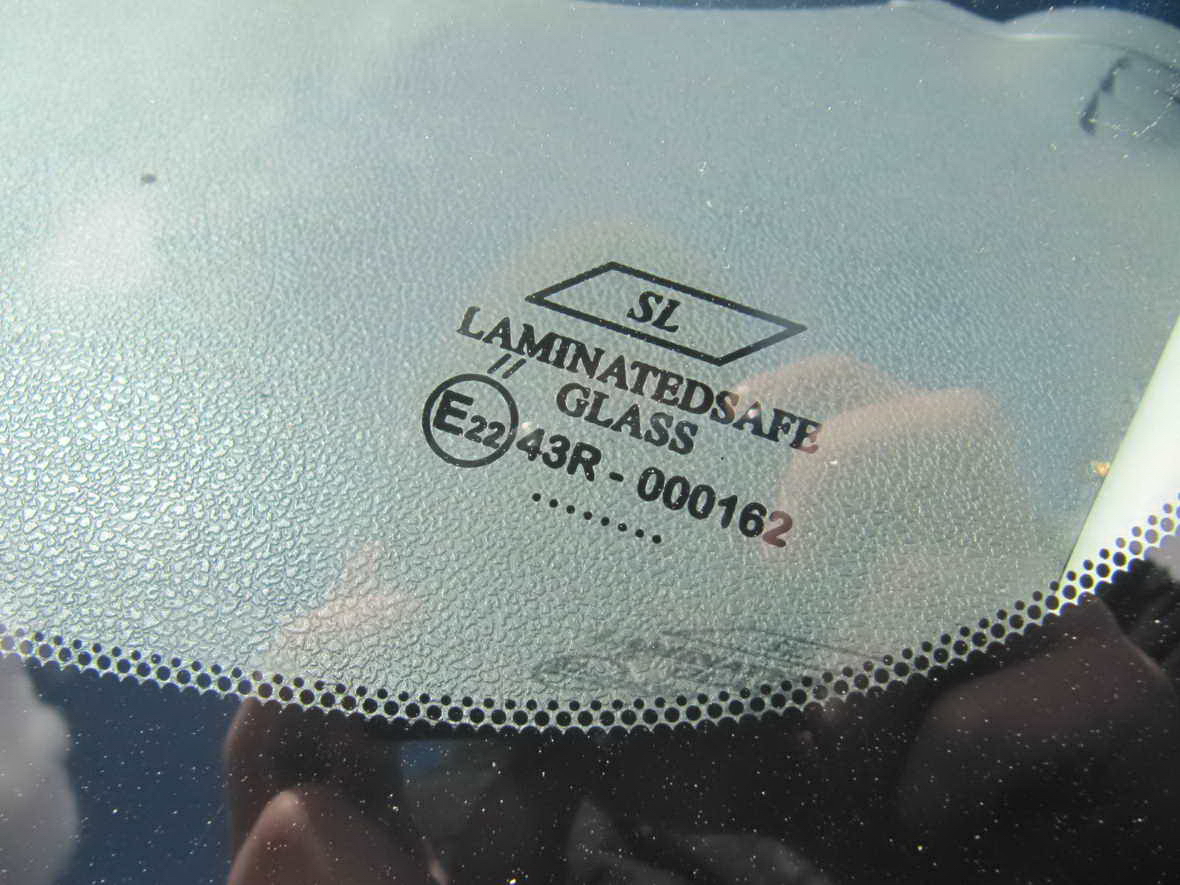 SL
LAMINATEDSAFE
GLASS
//
E22 43R - 000162
........